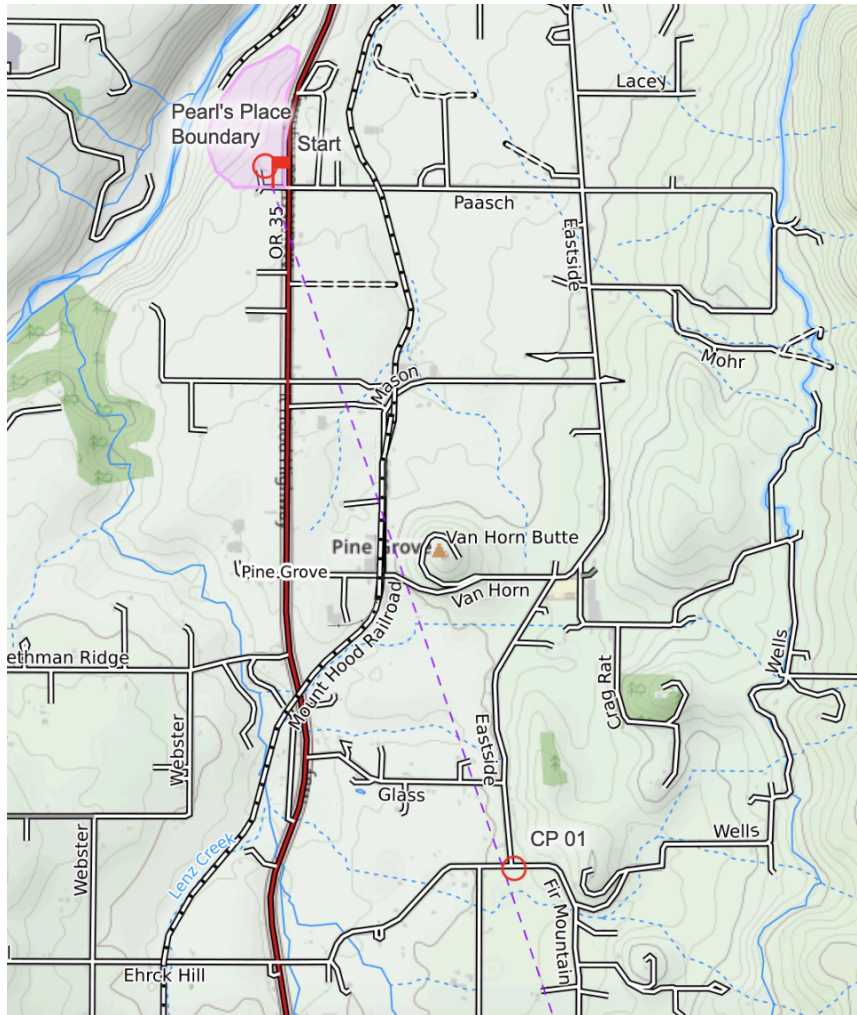 Lacey
Pearl's Place
Boundary
Start
Paasch
OR 35
Eastside
Mohr
Mason
Pine Grove
Van Horn Butte
Pine Grove
Van Horn
Mount Hood Railroad
ethman Ridge
Wells
Crag Rat
Webster
Eastside
Glass
CP 01
Wells
Lenz Creek
Webster
Fir Mountain
Ehrck Hill